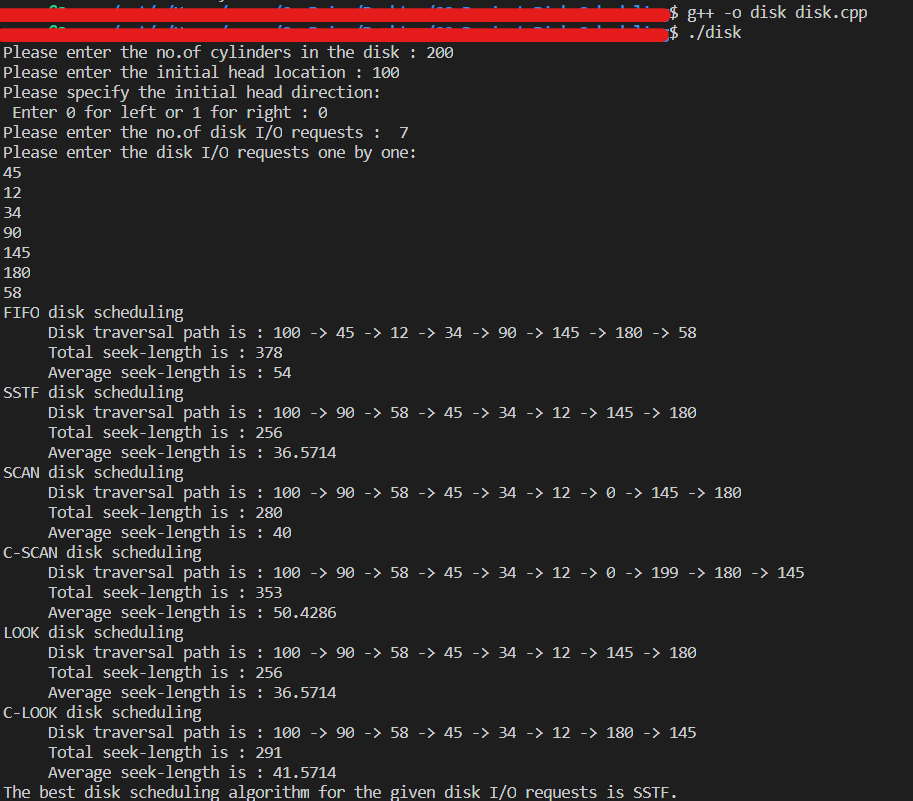 $ g++ -o disk disk.cpp
$ ./disk
Please enter the no.of cylinders in the disk : 200
Please enter the initial head location : 100
Please specify the initial head direction:
 Enter 0 for left or 1 for right : 0
Please enter the no.of disk I/O requests :  7
Please enter the disk I/O requests one by one:
45
12
34
90
145
180
58
FIFO disk scheduling
     Disk traversal path is : 100 -> 45 -> 12 -> 34 -> 90 -> 145 -> 180 -> 58
     Total seek-length is : 378
     Average seek-length is : 54
SSTF disk scheduling
     Disk traversal path is : 100 -> 90 -> 58 -> 45 -> 34 -> 12 -> 145 -> 180
     Total seek-length is : 256
     Average seek-length is : 36.5714
SCAN disk scheduling
     Disk traversal path is : 100 -> 90 -> 58 -> 45 -> 34 -> 12 -> 0 -> 145 -> 180
     Total seek-length is : 280
     Average seek-length is : 40
C-SCAN disk scheduling
     Disk traversal path is : 100 -> 90 -> 58 -> 45 -> 34 -> 12 -> 0 -> 199 -> 180 -> 145
     Total seek-length is : 353
     Average seek-length is : 50.4286
LOOK disk scheduling
     Disk traversal path is : 100 -> 90 -> 58 -> 45 -> 34 -> 12 -> 145 -> 180
     Total seek-length is : 256
     Average seek-length is : 36.5714
C-LOOK disk scheduling
     Disk traversal path is : 100 -> 90 -> 58 -> 45 -> 34 -> 12 -> 180 -> 145
     Total seek-length is : 291
     Average seek-length is : 41.5714
The best disk scheduling algorithm for the given disk I/O requests is SSTF.